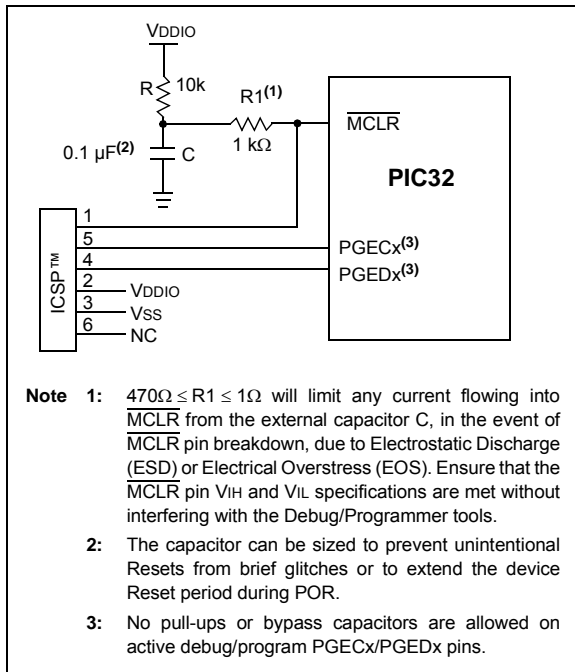 VDDIO
R 10k
R1(1)
1 kΩ
0.1 µF(2) C
MCLR
PIC32
ICSP™
1
5 PGECx(3)
4 PGEDx(3)
2 VDDIO
3 VSS
6 NC
Note 1: 470Ω ≤ R1 ≤ 1Ω will limit any current flowing into
MCLR from the external capacitor C, in the event of
MCLR pin breakdown, due to Electrostatic Discharge
(ESD) or Electrical Overstress (EOS). Ensure that the
MCLR pin VIH and VIL specifications are met without
interfering with the Debug/Programmer tools.
2: The capacitor can be sized to prevent unintentional
Resets from brief glitches or to extend the device
Reset period during POR.
3: No pull-ups or bypass capacitors are allowed on
active debug/program PGECx/PGEDx pins.